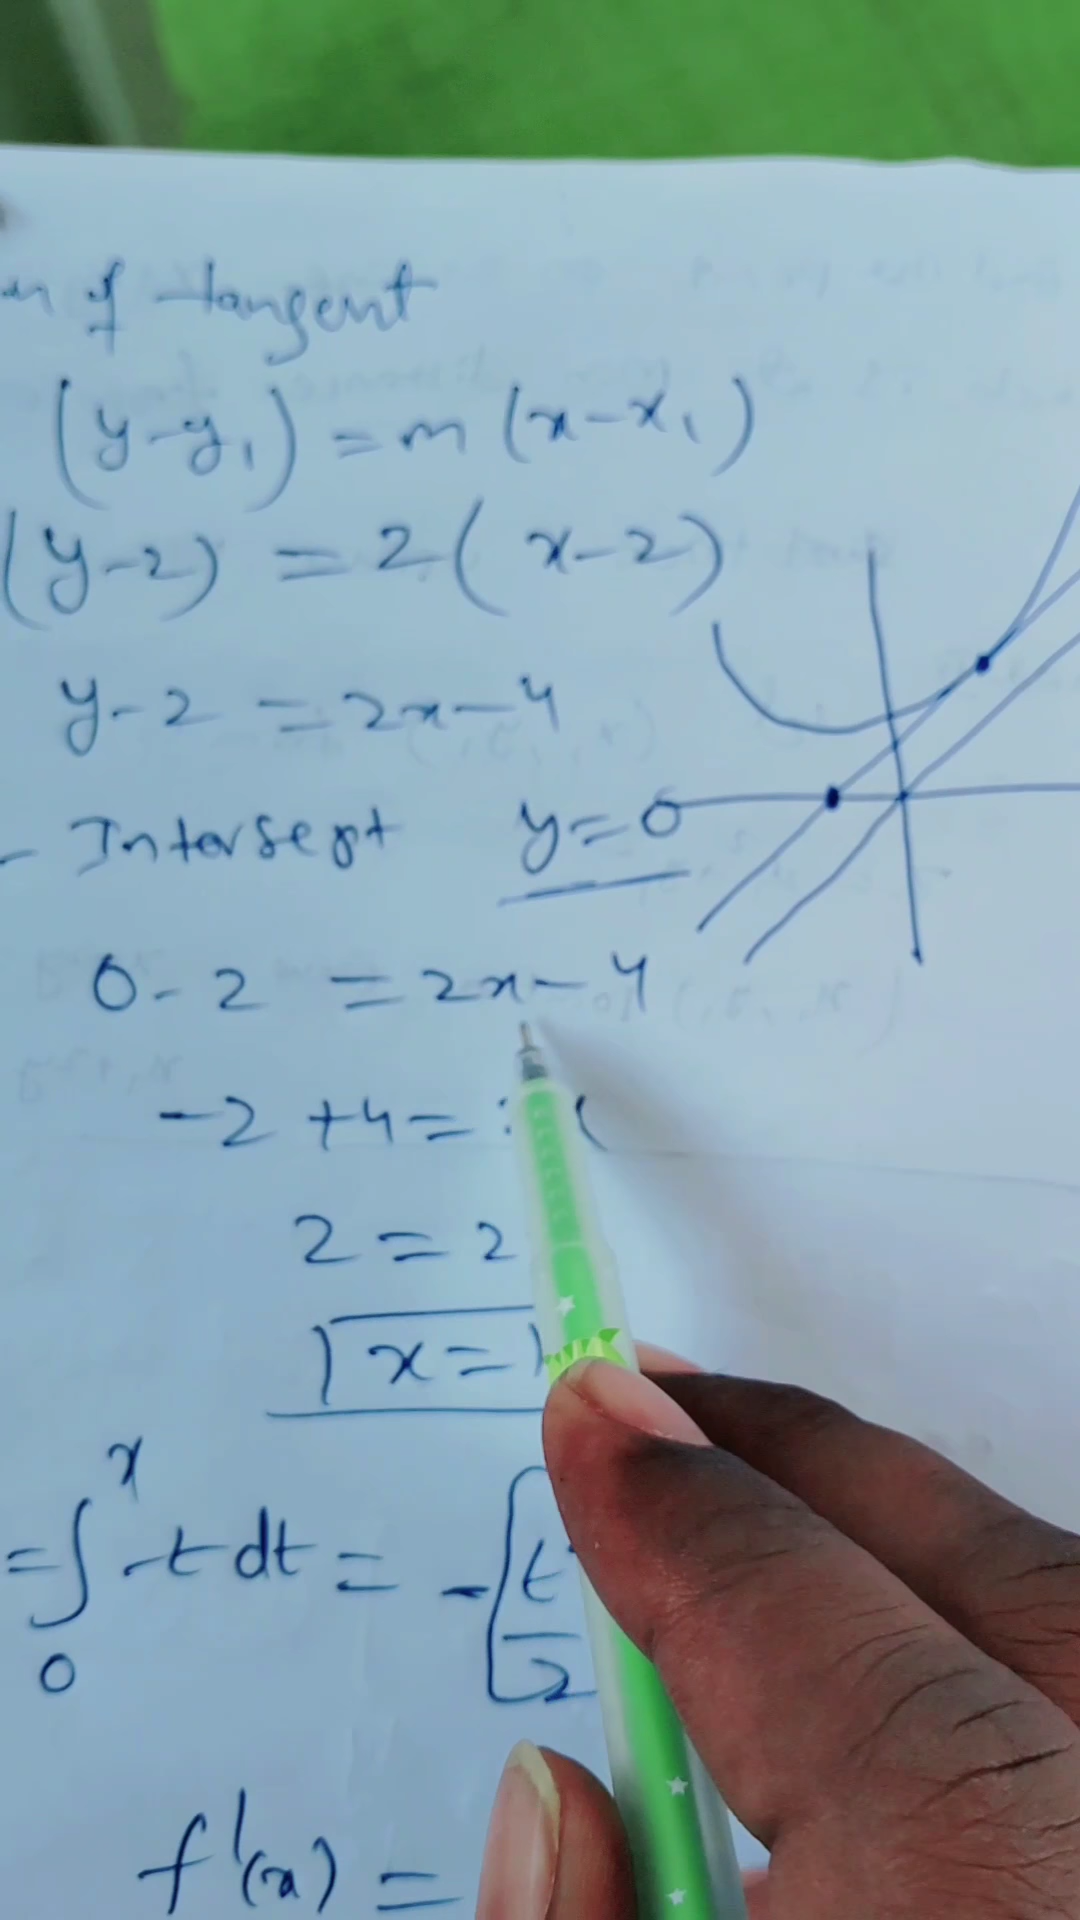 of tangent
(y-y₁) = m (x-x₁)
(y-2) = 2( x-2)
y-2 = 2x-4
- Intersept y=0
0-2 = 2x-4
-2 +4 =
2 = 2
x=1
= ∫₀ˣ t dt =
f'(x) =